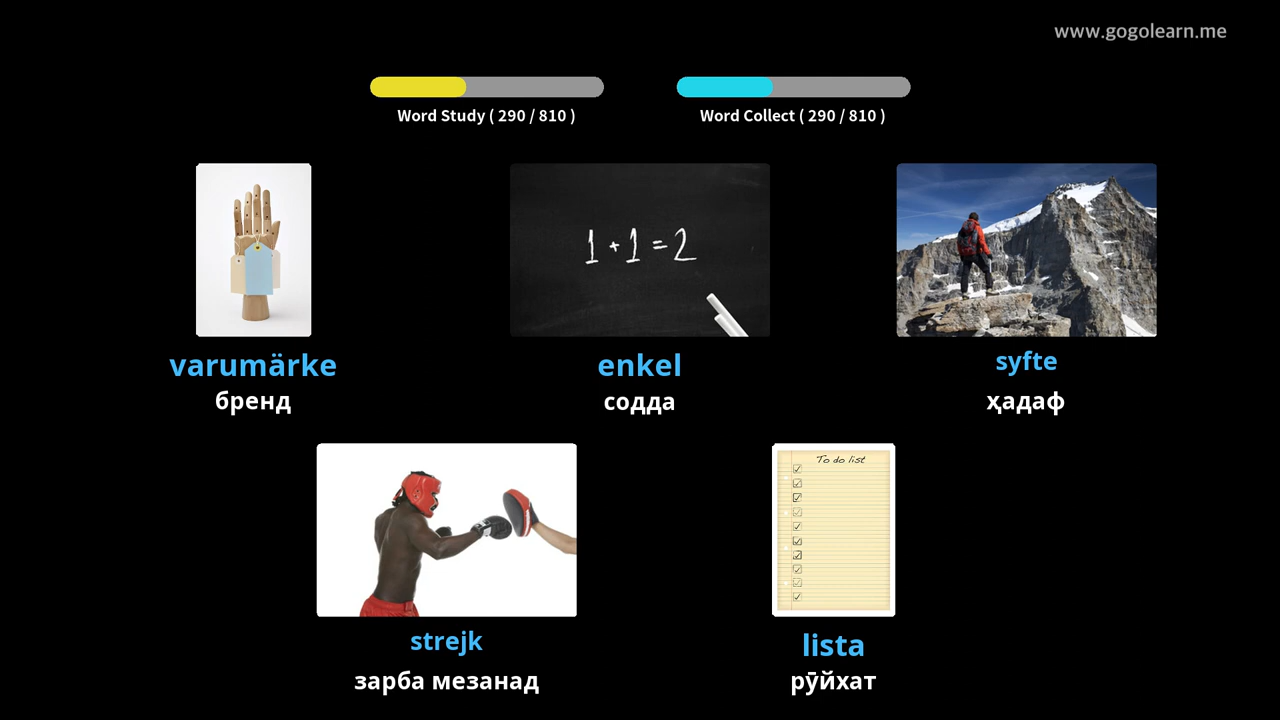 www.gogolearn.me
Word Study ( 290 / 810 )
Word Collect ( 290 / 810 )
1 + 1 = 2
varumärke
бренд
enkel
содда
syfte
ҳадаф
To do list
strejk
зарба мезанад
lista
рӯйхат